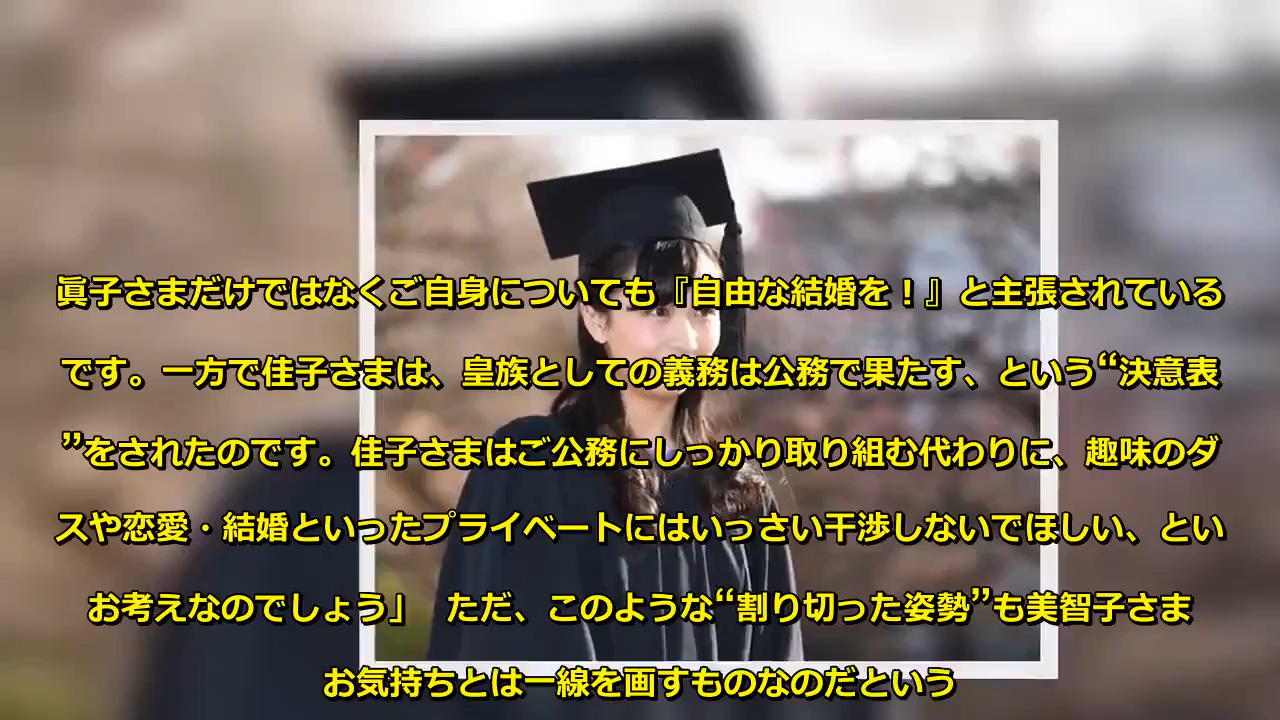 眞子さまだけではなくご自身についても『自由な結婚を！』と主張されている
です。一方で佳子さまは、皇族としての義務は公務で果たす、という“決意表
”をされたのです。佳子さまはご公務にしっかり取り組む代わりに、趣味のダ
スや恋愛・結婚といったプライベートにはいっさい干渉しないでほしい、とい
お考えなのでしょう」 ただ、このような“割り切った姿勢”も美智子さま
お気持ちとは一線を画すものなのだという